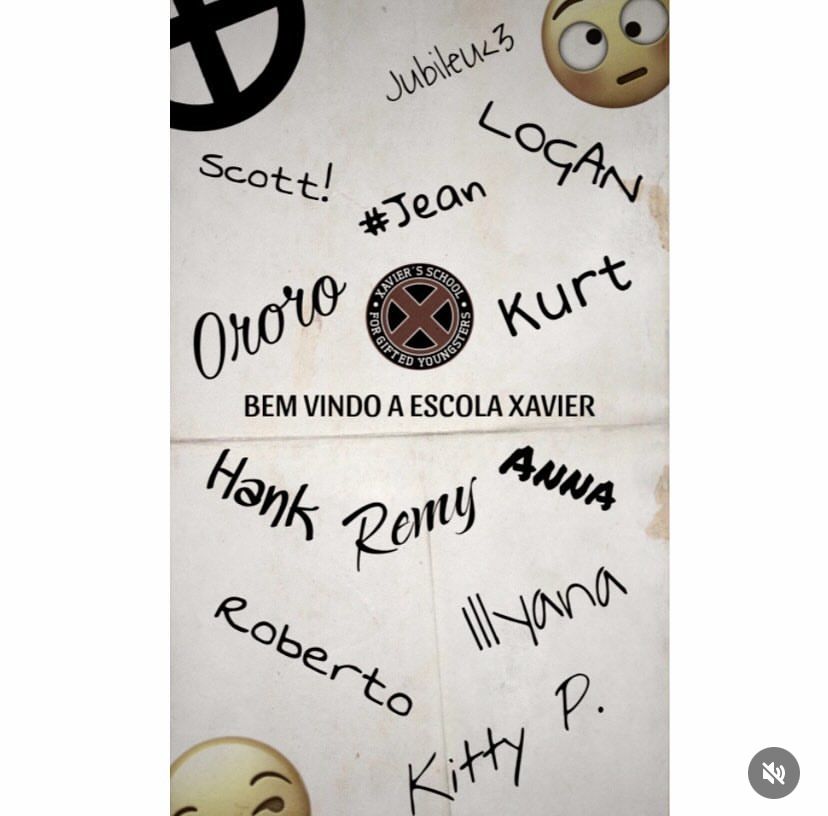 Jubileu<3
LOGAN
Scott!
#Jean
Ororo
XAVIER'S SCHOOL
FOR GIFTED YOUNGSTERS
Kurt
BEM VINDO A ESCOLA XAVIER
Hank
Remy
ANNA
Illyana
Roberto
Kitty P.